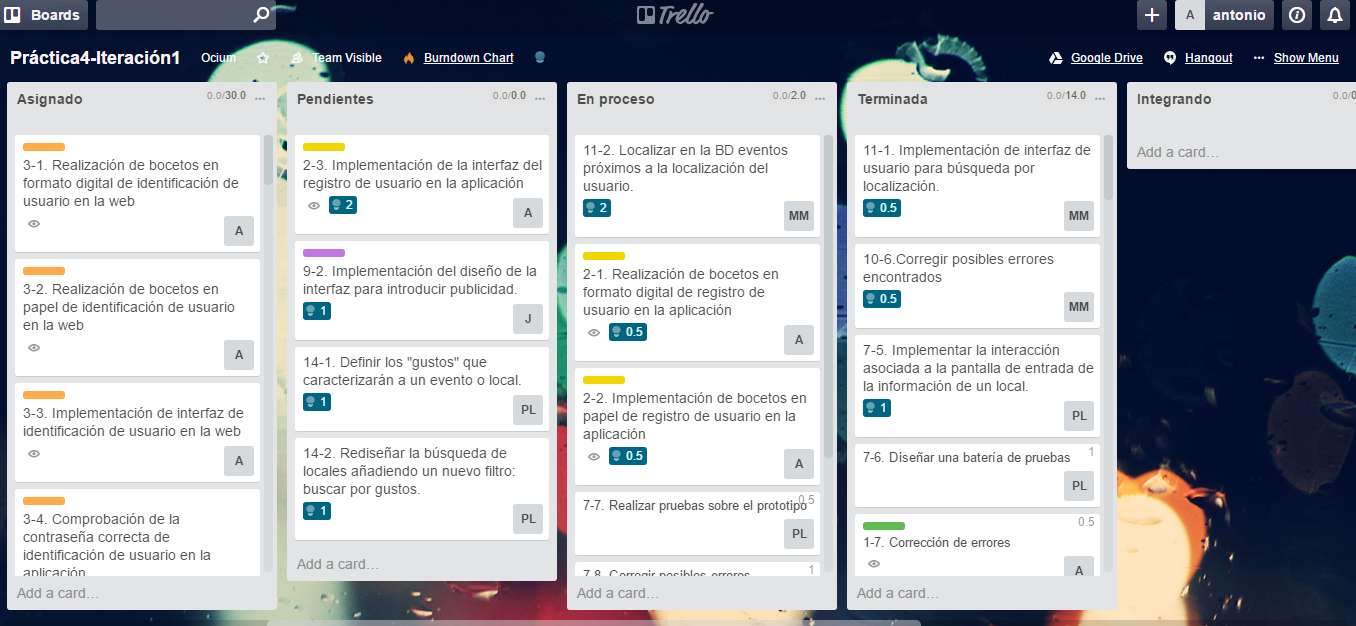 Boards
Trello
A antonio
Práctica4-Iteración1 Ocium Team Visible Burndown Chart Google Drive Hangout Show Menu
Asignado 0.0/30.0
3-1. Realización de bocetos en
formato digital de identificación de
usuario en la web
A
3-2. Realización de bocetos en
papel de identificación de usuario
en la web
A
3-3. Implementación de interfaz de
identificación de usuario en la web
A
3-4. Comprobación de la
contraseña correcta de
identificación de usuario en la
aplicación
Add a card...
Pendientes 0.0/0.0
2-3. Implementación de la interfaz del
registro de usuario en la aplicación
2
A
9-2. Implementación del diseño de la
interfaz para introducir publicidad.
1
J
14-1. Definir los "gustos" que
caracterizarán a un evento o local.
1
PL
14-2. Rediseñar la búsqueda de
locales añadiendo un nuevo filtro:
buscar por gustos.
1
PL
Add a card...
En proceso 0.0/2.0
11-2. Localizar en la BD eventos
próximos a la localización del
usuario.
2
MM
2-1. Realización de bocetos en
formato digital de registro de
usuario en la aplicación
0.5
A
2-2. Implementación de bocetos en
papel de registro de usuario en la
aplicación
0.5
A
0.5
7-7. Realizar pruebas sobre el prototipo
PL
1
7.8. Corregir posibles errores
Add a card...
Terminada 0.0/14.0
11-1. Implementación de interfaz de
usuario para búsqueda por
localización.
0.5
MM
10-6.Corregir posibles errores
encontrados
0.5
MM
7-5. Implementar la interacción
asociada a la pantalla de entrada de
la información de un local.
1
PL
1
7-6. Diseñar una batería de pruebas
PL
0.5
1-7. Corrección de errores
A
Add a card...
Integrando 0.0/0
Add a card...